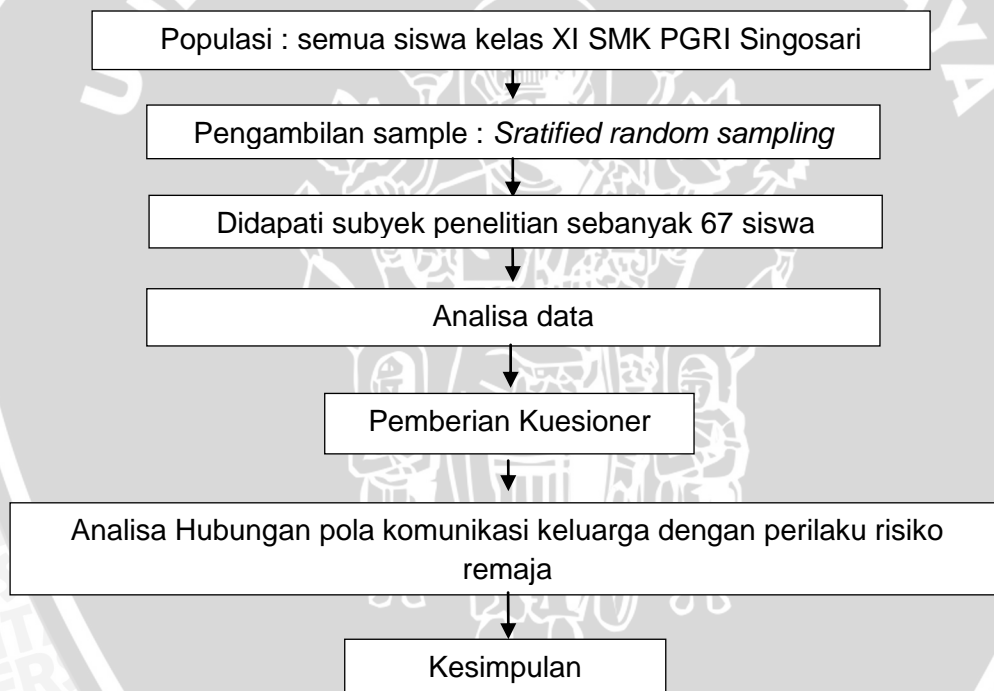 Populasi : semua siswa kelas XI SMK PGRI Singosari
Pengambilan sample : Sratified random sampling
Didapati subyek penelitian sebanyak 67 siswa
Analisa data
Pemberian Kuesioner
Analisa Hubungan pola komunikasi keluarga dengan perilaku risiko
remaja
Kesimpulan